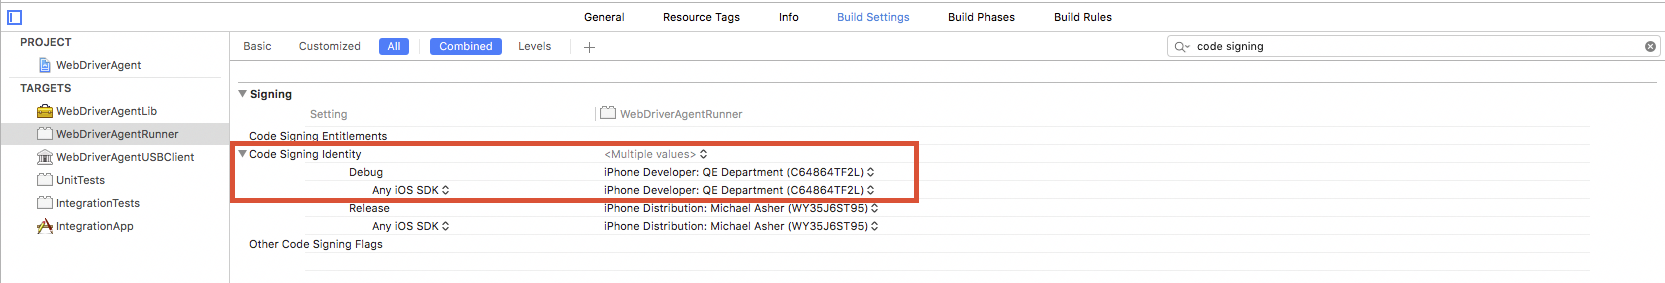 General Resource Tags Info Build Settings Build Phases Build Rules
PROJECT
WebDriverAgent
TARGETS
WebDriverAgentLib
WebDriverAgentRunner
WebDriverAgentUSBClient
UnitTests
IntegrationTests
IntegrationApp
Basic Customized All Combined Levels +
code signing
Signing
Setting WebDriverAgentRunner
Code Signing Entitlements
Code Signing Identity <Multiple values>
Debug iPhone Developer: QE Department (C64864TF2L)
Any iOS SDK iPhone Developer: QE Department (C64864TF2L)
Release iPhone Distribution: Michael Asher (WY35J6ST95)
Any iOS SDK iPhone Distribution: Michael Asher (WY35J6ST95)
Other Code Signing Flags